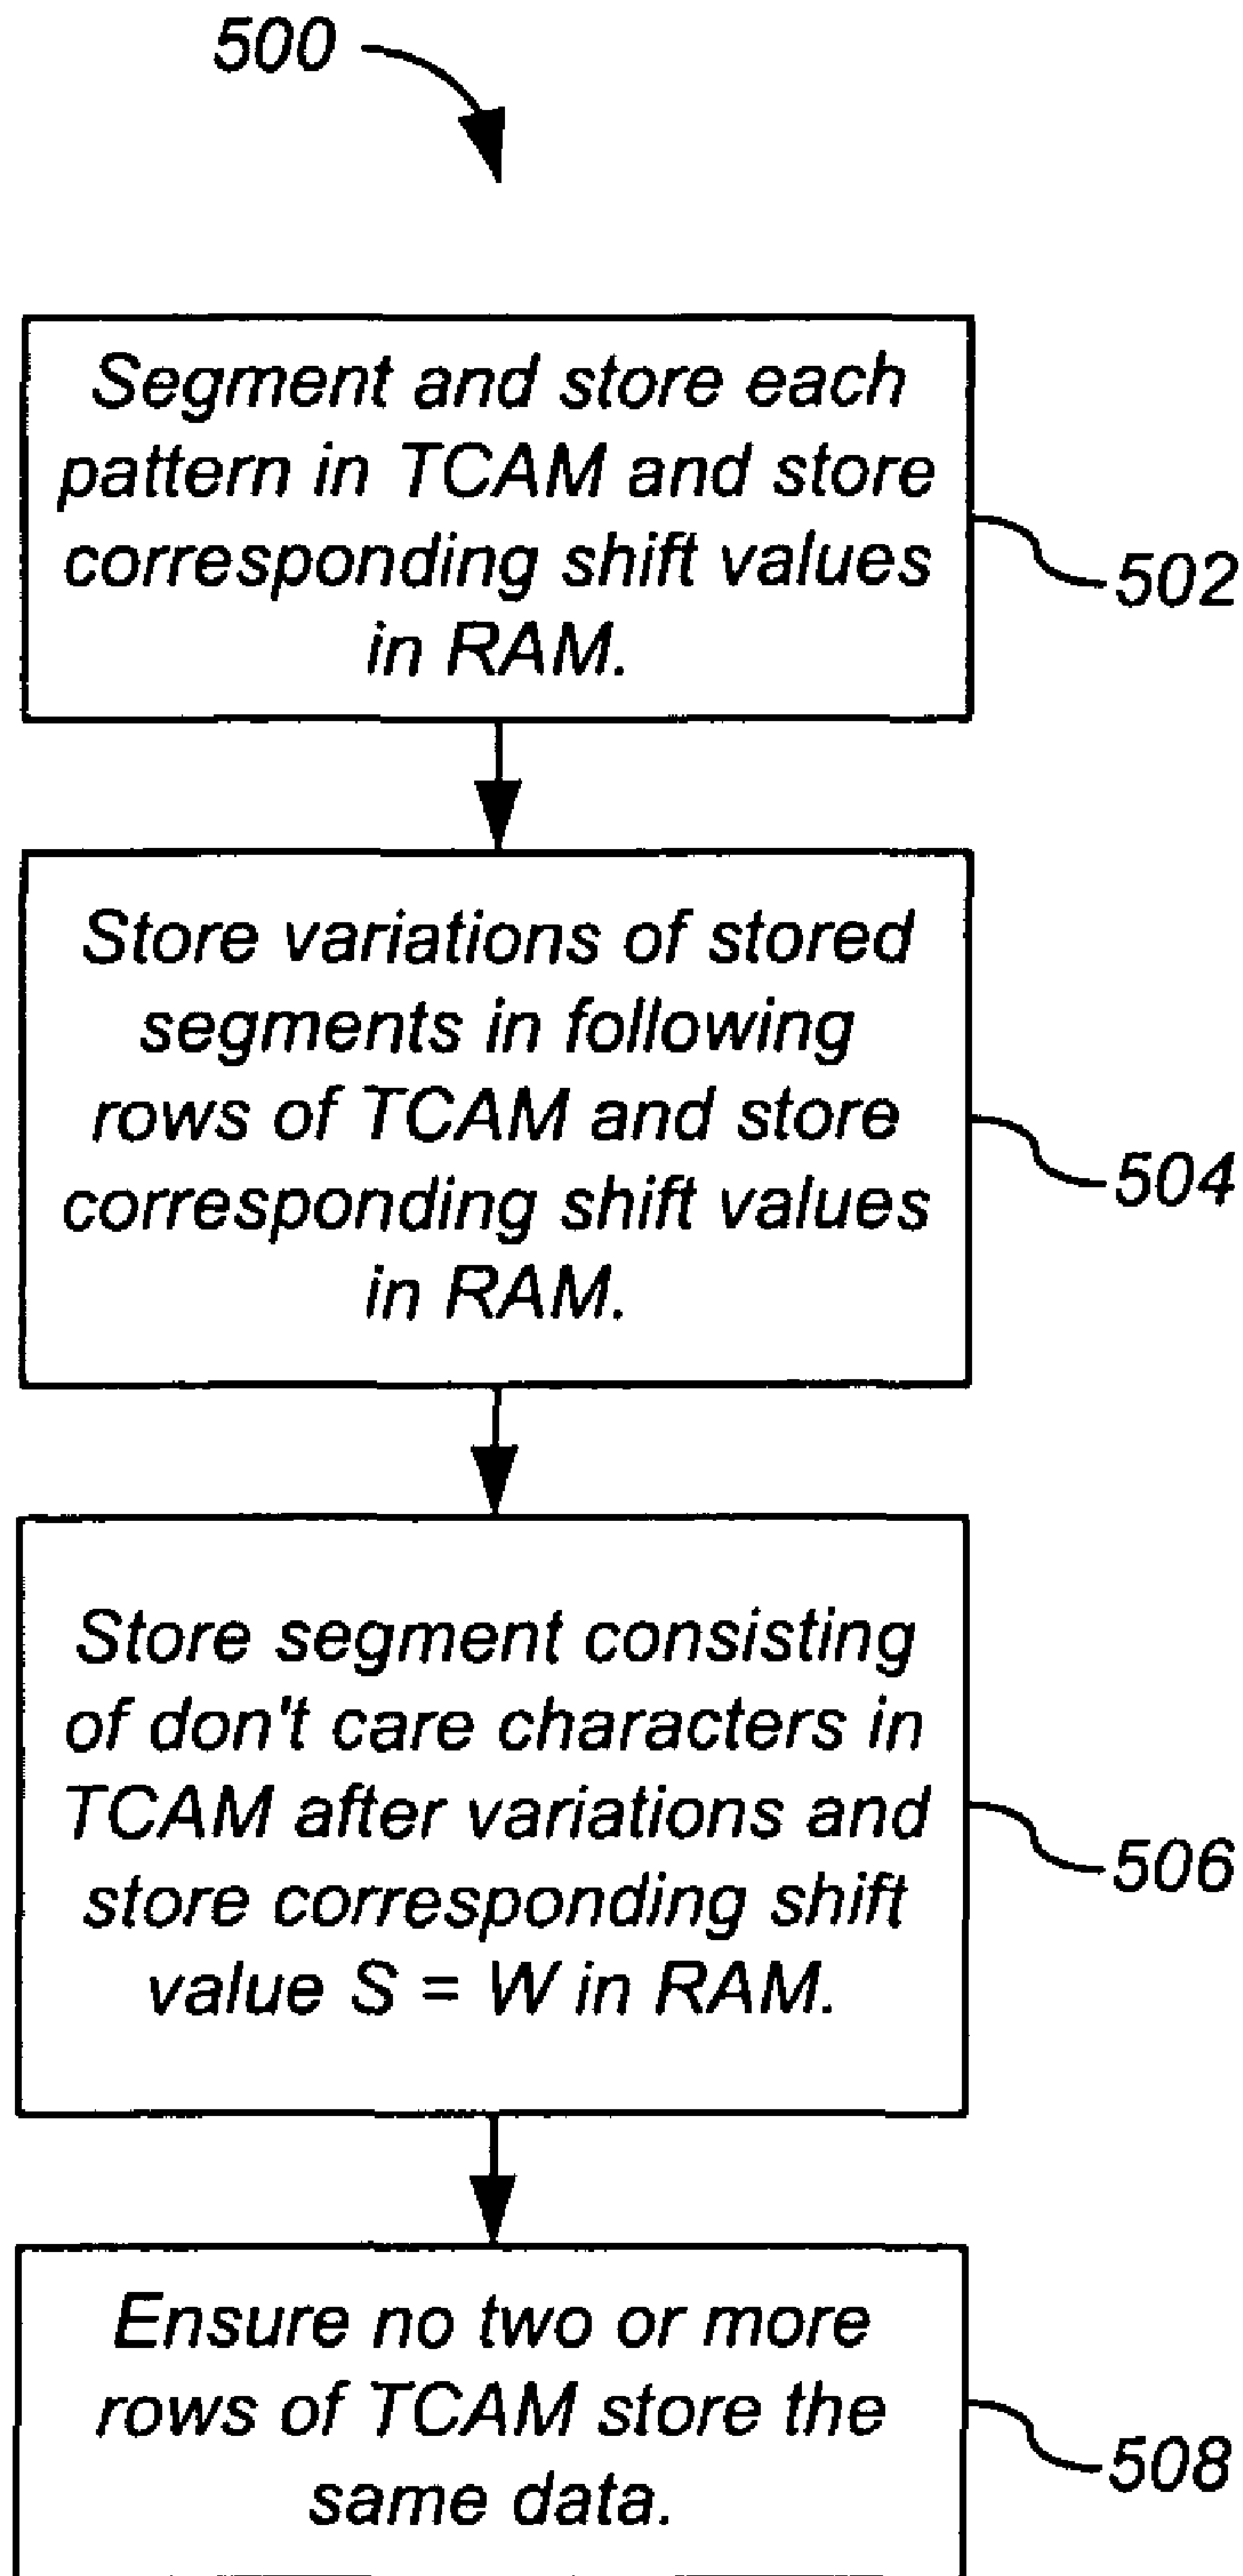 500
Segment and store each
pattern in TCAM and store
corresponding shift values
in RAM.
502
Store variations of stored
segments in following
rows of TCAM and store
corresponding shift values
in RAM.
504
Store segment consisting
of don't care characters in
TCAM after variations and
store corresponding shift
value S = W in RAM.
506
Ensure no two or more
rows of TCAM store the
same data.
508